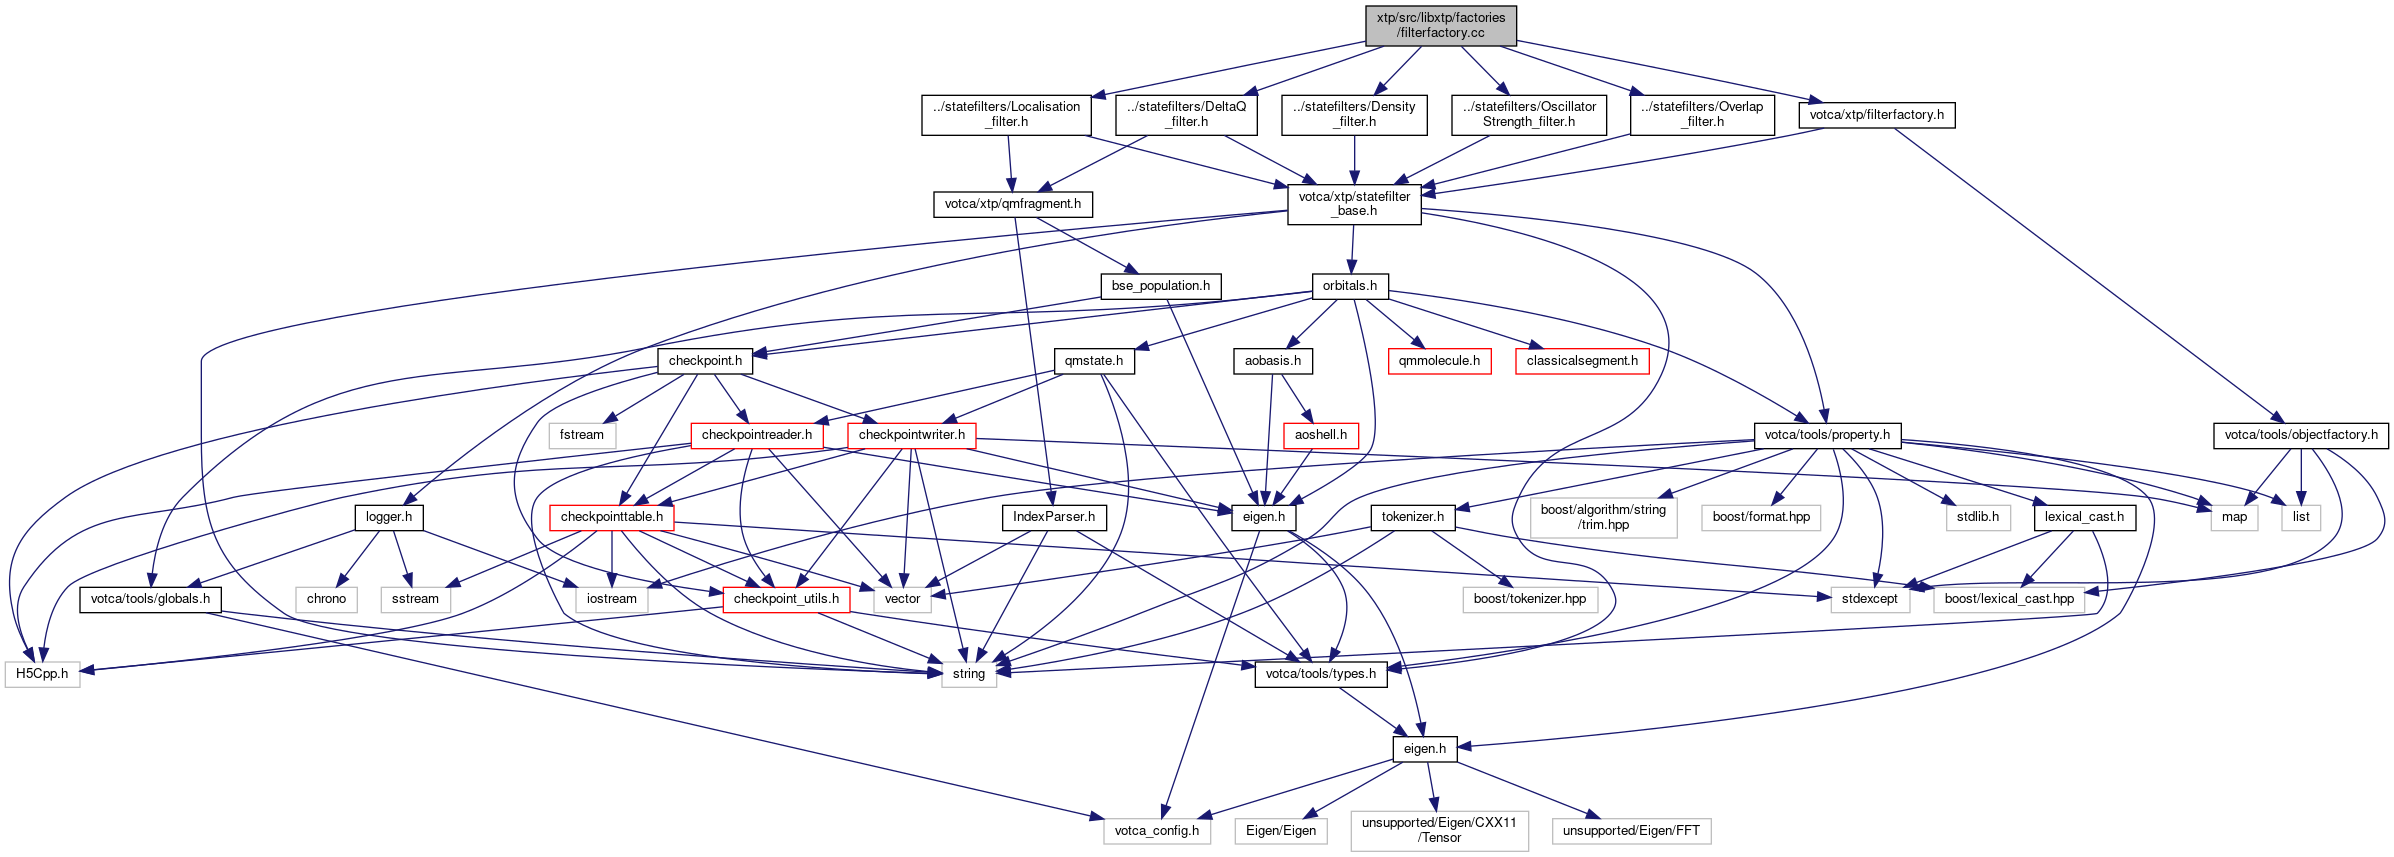 xtp/src/libxtp/factories
/filterfactory.cc
../statefilters/Localisation
_filter.h
../statefilters/DeltaQ
_filter.h
../statefilters/Density
_filter.h
../statefilters/Oscillator
Strength_filter.h
../statefilters/Overlap
_filter.h
votca/xtp/filterfactory.h
votca/xtp/qmfragment.h
votca/xtp/statefilter
_base.h
bse_population.h
orbitals.h
checkpoint.h
qmstate.h
aobasis.h
qmmolecule.h
classicalsegment.h
fstream
checkpointreader.h
checkpointwriter.h
aoshell.h
votca/tools/property.h
votca/tools/objectfactory.h
logger.h
checkpointtable.h
IndexParser.h
eigen.h
tokenizer.h
boost/algorithm/string
/trim.hpp
boost/format.hpp
stdlib.h
lexical_cast.h
map
list
votca/tools/globals.h
chrono
sstream
iostream
checkpoint_utils.h
vector
boost/tokenizer.hpp
stdexcept
boost/lexical_cast.hpp
H5Cpp.h
string
votca/tools/types.h
eigen.h
votca_config.h
Eigen/Eigen
unsupported/Eigen/CXX11
/Tensor
unsupported/Eigen/FFT